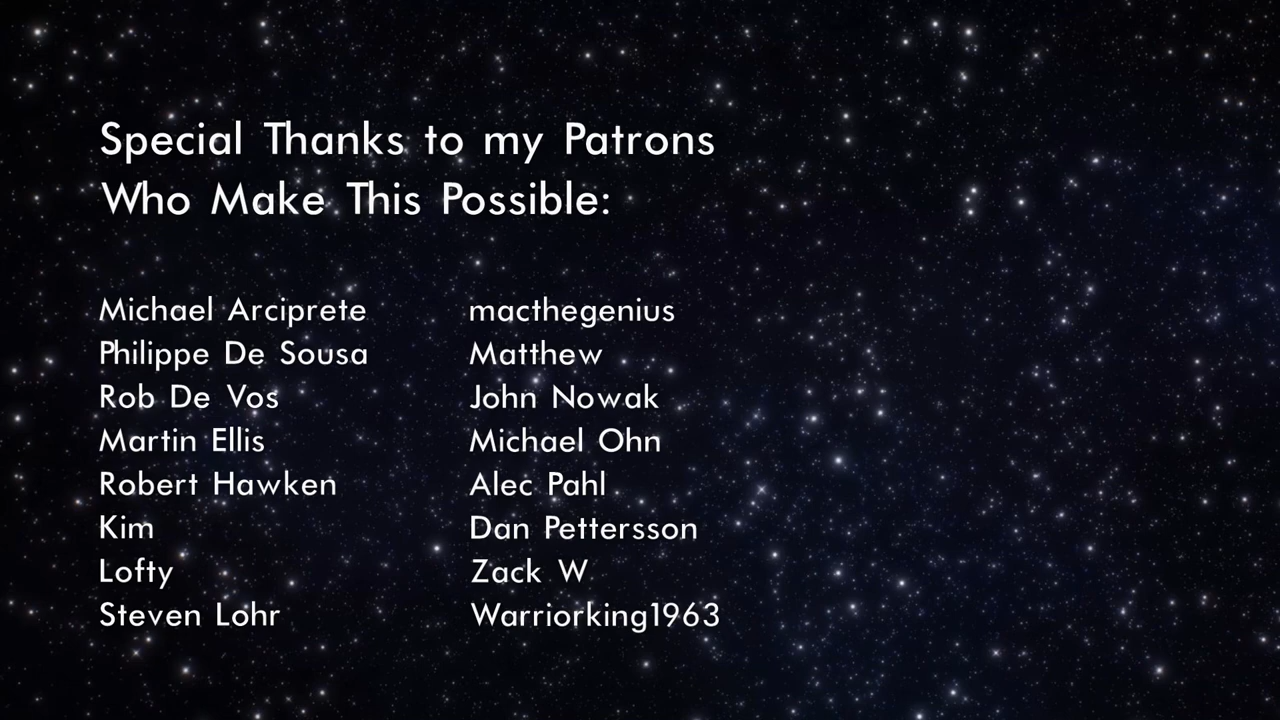 Special Thanks to my Patrons
Who Make This Possible:
Michael Arciprete
Philippe De Sousa
Rob De Vos
Martin Ellis
Robert Hawken
Kim
Lofty
Steven Lohr
macthegenius
Matthew
John Nowak
Michael Ohn
Alec Pahl
Dan Pettersson
Zack W
Warriorking1963